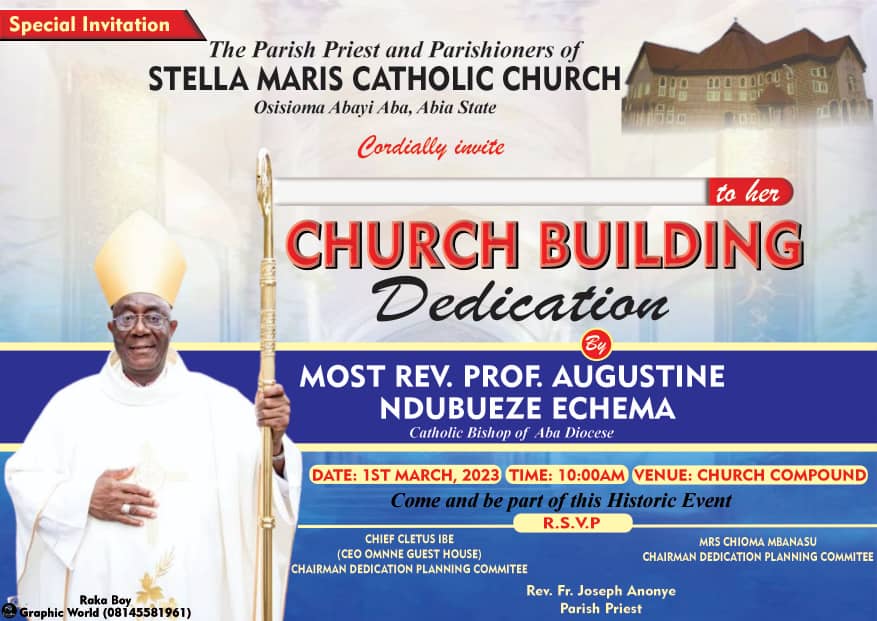 Special Invitation
The Parish Priest and Parishioners of
STELLA MARIS CATHOLIC CHURCH
Osisioma Abayi Aba, Abia State
Cordially invite
to her
CHURCH BUILDING
Dedication
By
MOST REV. PROF. AUGUSTINE
NDUBUEZE ECHEMA
Catholic Bishop of Aba Diocese
DATE: 1ST MARCH, 2023 TIME: 10:00AM VENUE: CHURCH COMPOUND
Come and be part of this Historic Event
R.S.V.P
CHIEF CLETUS IBE
(CEO OMNNE GUEST HOUSE)
CHAIRMAN DEDICATION PLANNING COMMITEE
MRS CHIOMA MBANASU
CHAIRMAN DEDICATION PLANNING COMMITEE
Rev. Fr. Joseph Anonye
Parish Priest
Raka Boy
Graphic World (08145581961)